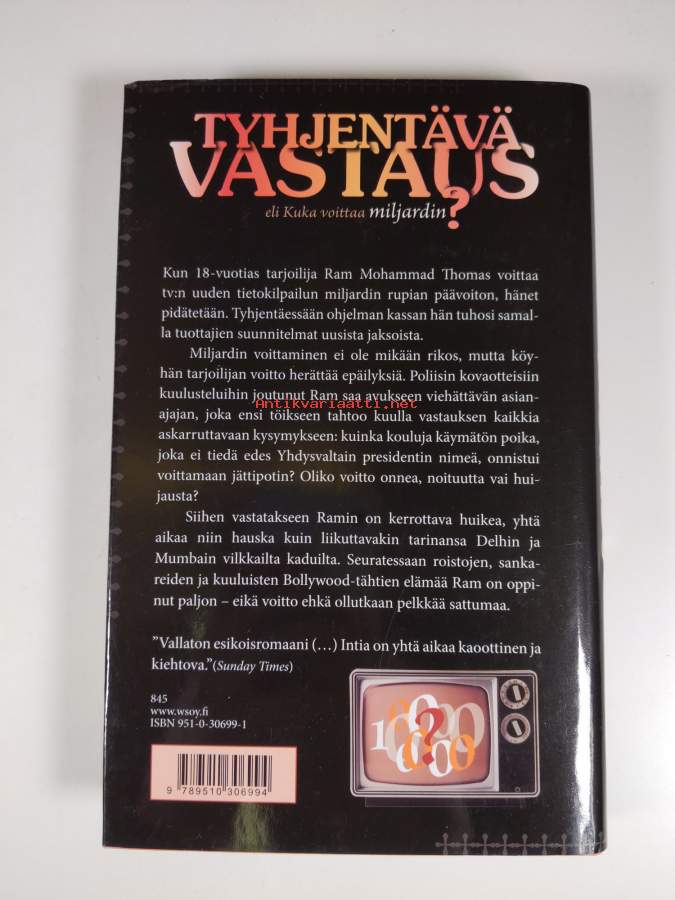 TYHJENTÄVÄ
VASTAUS
eli Kuka voittaa miljardin?
Kun 18-vuotias tarjoilija Ram Mohammad Thomas voittaa
tv:n uuden tietokilpailun miljardin rupian päävoiton, hänet
pidätetään. Tyhjentäessään ohjelman kassan hän tuhosi samal-
la tuottajien suunnitelmat uusista jaksoista.
Miljardin voittaminen ei ole mikään rikos, mutta köy-
hän tarjoilijan voitto herättää epäilyksiä. Poliisin kovaotteisiin
kuulusteluihin joutunut Ram saa avukseen viehättävän asian-
Antikvariaatti.net
ajajan, joka ensi töikseen tahtoo kuulla vastauksen kaikkia
askarruttavaan kysymykseen: kuinka kouluja käymätön poika,
joka ei tiedä edes Yhdysvaltain presidentin nimeä, onnistui
voittamaan jättipotin? Oliko voitto onnea, noituutta vai hui-
jausta?
Siihen vastatakseen Ramin on kerrottava huikea, yhtä
aikaa niin hauska kuin liikuttavakin tarinansa Delhin ja
Mumbain vilkkailta kaduilta. Seuratessaan roistojen, sanka-
reiden ja kuuluisten Bollywood-tähtien elämää Ram on oppi-
nut paljon – eikä voitto ehkä ollutkaan pelkkää sattumaa.
”Vallaton esikoisromaani (…) Intia on yhtä aikaa kaoottinen ja
kiehtova.”(Sunday Times)
845
www.wsoy.fi
ISBN 951-0-30699-1
9 789510 306994